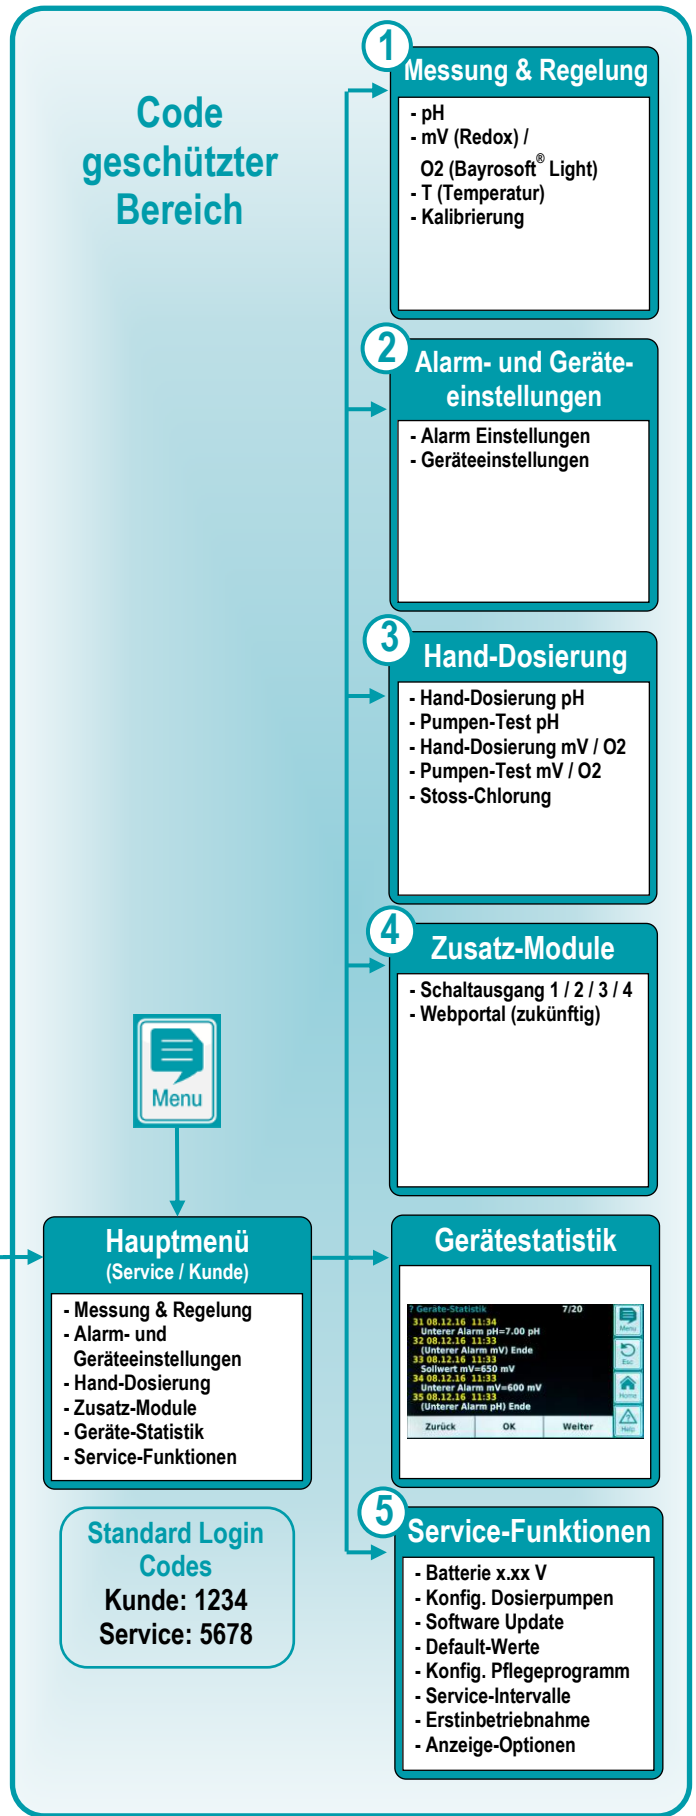 Code
geschützter
Bereich
1
Messung & Regelung
- pH
- mV (Redox) /
O2 (Bayrosoft® Light)
- T (Temperatur)
- Kalibrierung
2
Alarm- und Geräte-
einstellungen
- Alarm Einstellungen
- Geräteeinstellungen
3
Hand-Dosierung
- Hand-Dosierung pH
- Pumpen-Test pH
- Hand-Dosierung mV / O2
- Pumpen-Test mV / O2
- Stoss-Chlorung
4
Zusatz-Module
- Schaltausgang 1 / 2 / 3 / 4
- Webportal (zukünftig)
Menu
Hauptmenü
(Service / Kunde)
- Messung & Regelung
- Alarm- und
Geräteeinstellungen
- Hand-Dosierung
- Zusatz-Module
- Geräte-Statistik
- Service-Funktionen
Standard Login
Codes
Kunde: 1234
Service: 5678
Gerätestatistik
? Geräte-Statistik 7/20
31 08.12.16 11:34
Unterer Alarm pH=7.00 pH
32 08.12.16 11:33
(Unterer Alarm mV) Ende
33 08.12.16 11:33
Sollwert mV=650 mV
34 08.12.16 11:33
Unterer Alarm mV=600 mV
35 08.12.16 11:33
(Unterer Alarm pH) Ende
Zurück OK Weiter
Menu
Esc
Home
Help
5
Service-Funktionen
- Batterie x.xx V
- Konfig. Dosierpumpen
- Software Update
- Default-Werte
- Konfig. Pflegeprogramm
- Service-Intervalle
- Erstinbetriebnahme
- Anzeige-Optionen